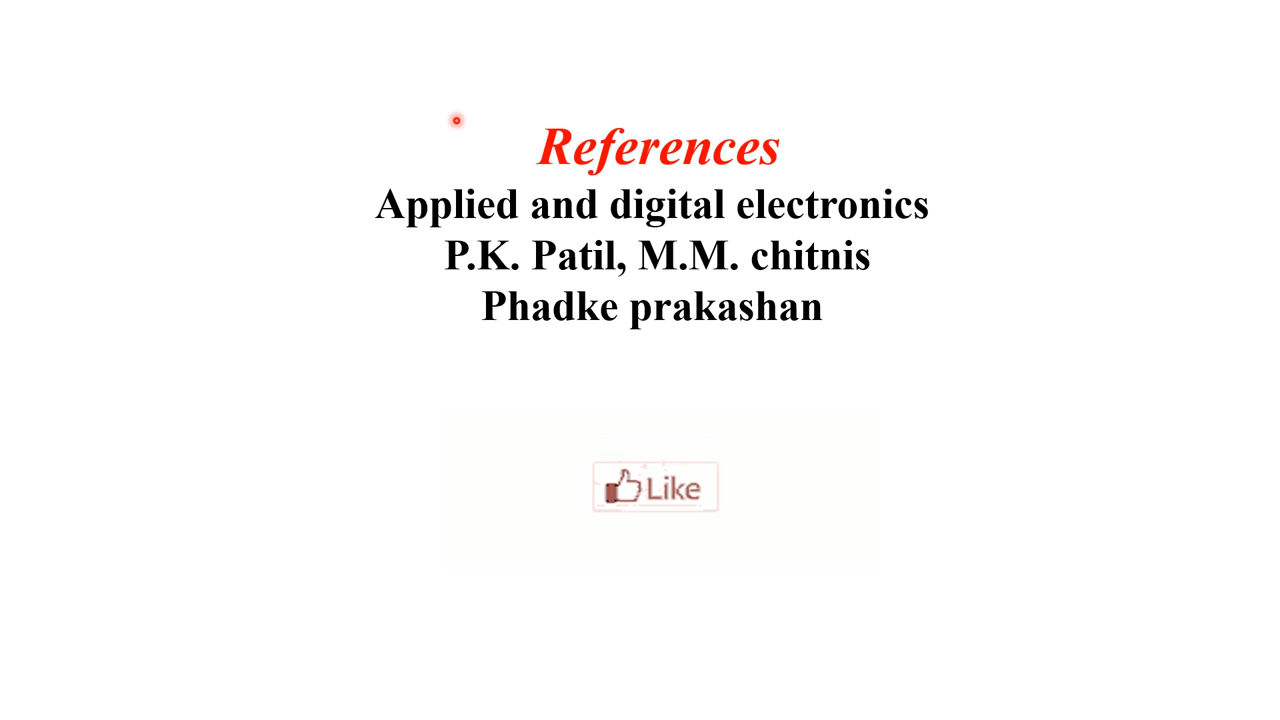 References
Applied and digital electronics
P.K. Patil, M.M. chitnis
Phadke prakashan
Like